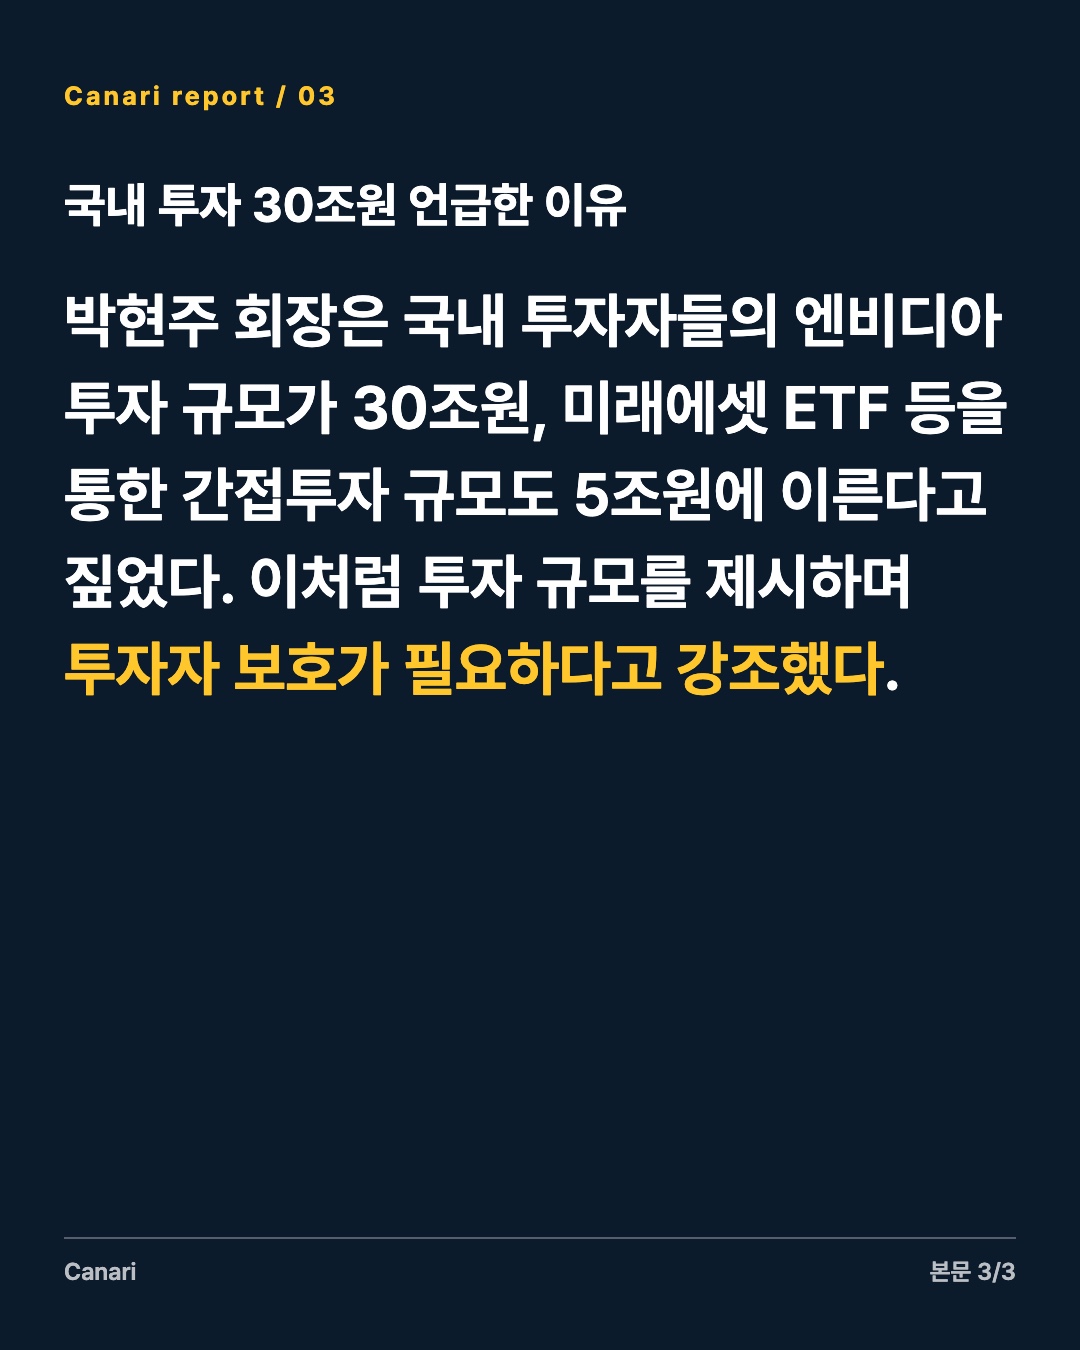 Canari report / 03
국내 투자 30조원 언급한 이유
박현주 회장은 국내 투자자들의 엔비디아
투자 규모가 30조원, 미래에셋 ETF 등을
통한 간접투자 규모도 5조원에 이른다고
짚었다. 이처럼 투자 규모를 제시하며
투자자 보호가 필요하다고 강조했다.
Canari
본문 3/3